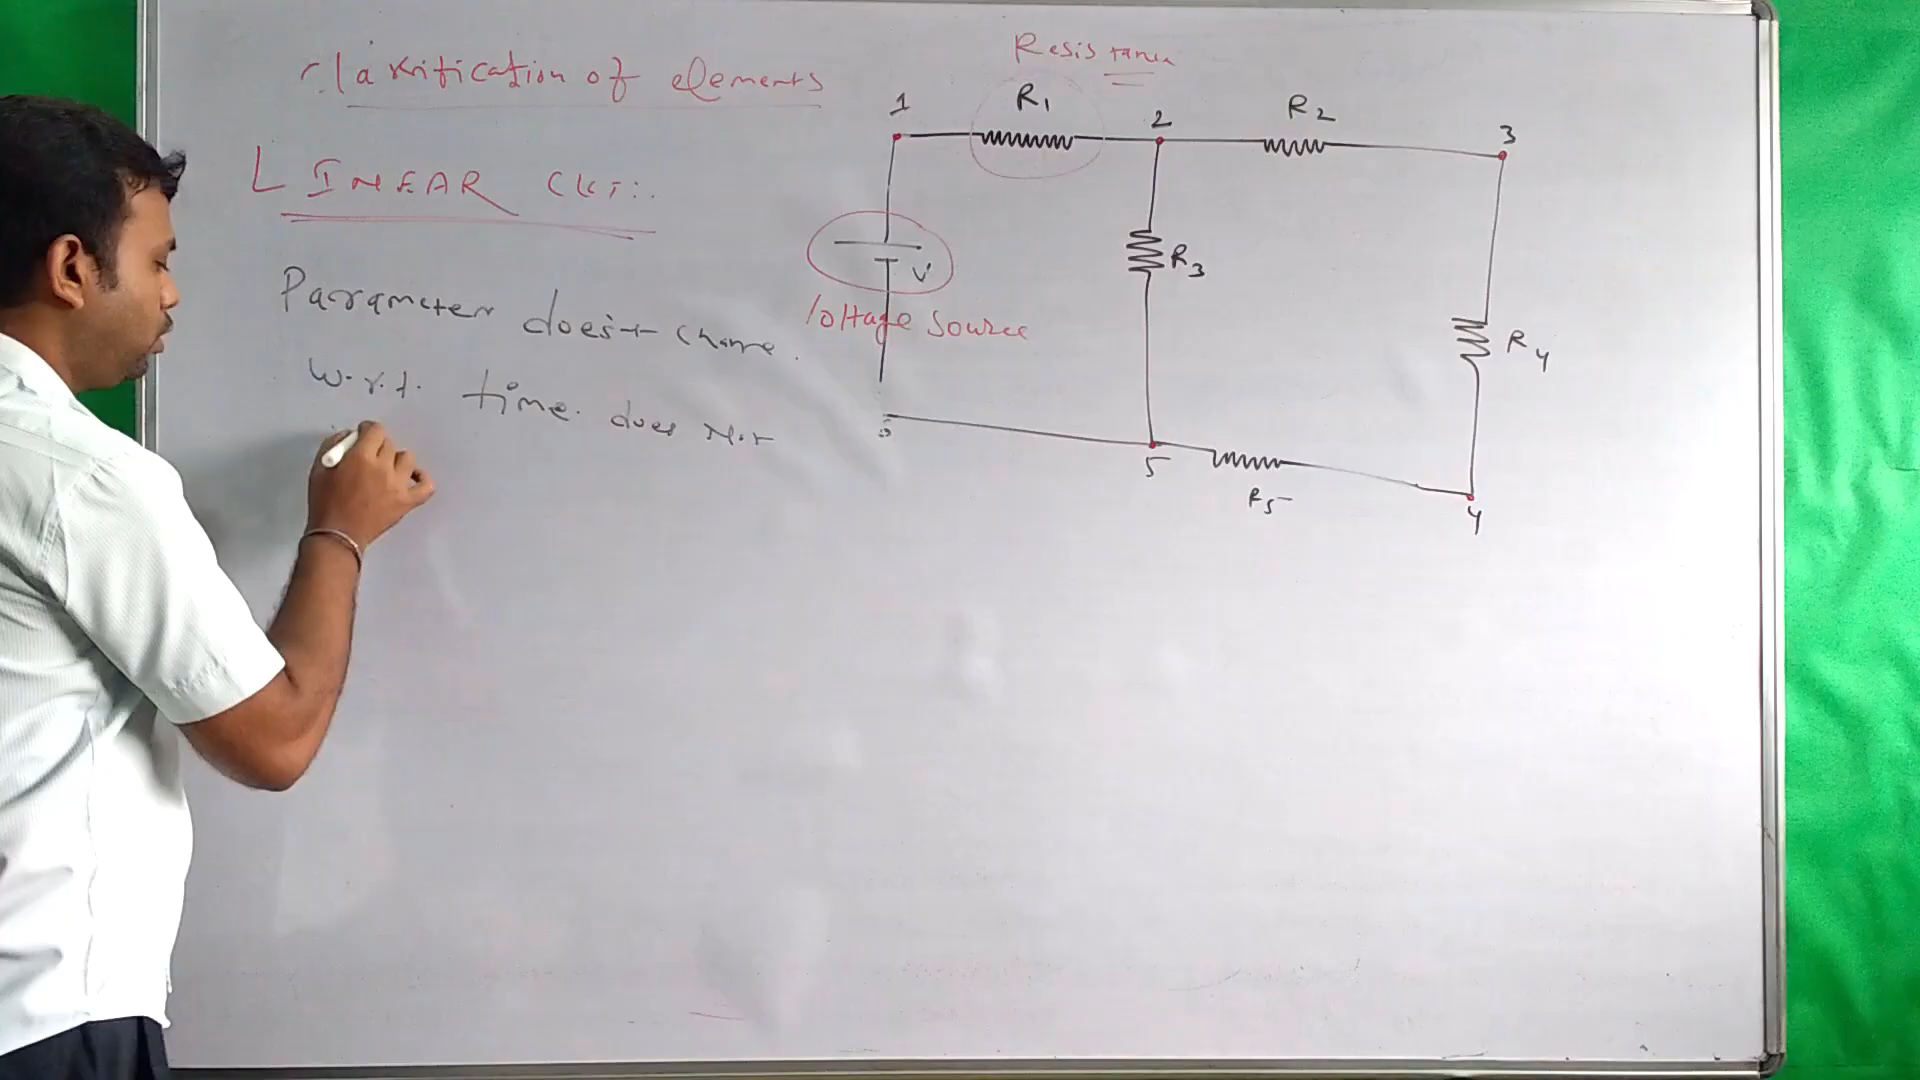 Classification of elements
LINEAR CKT:.
Parameter does't change.
w.r.t. time. does not
Resistance
1
R1
2
R2
3
V
R3
Voltage source
R4
5
R5
4